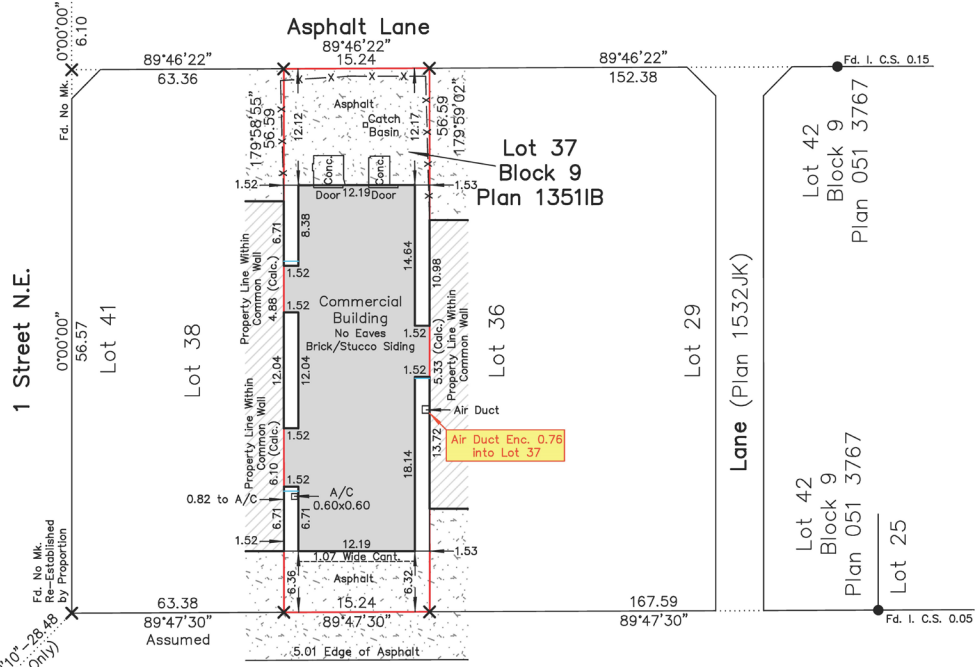 Asphalt Lane
0°00'00"
6.10
89°46'22"
63.36
89°46'22"
15.24
89°46'22"
152.38
Fd. I. C.S. 0.15
Fd. No Mk.
179°58'55"
56.59
12.12
Asphalt
Catch
Basin
12.17
56.59
179°59'02"
Conc.
Conc.
Lot 37
Block 9
Plan 1351IB
Lot 42
Block 9
Plan 051 3767
1.52
12.19
Door
Door
1.53
6.71
8.38
14.64
10.98
Property Line Within
Common Wall
4.88 (Calc.)
1.52
1.52
Commercial
Building
No Eaves
Brick/Stucco Siding
1.52
1.52
5.33 (Calc.)
Property Line Within
Common Wall
1 Street N.E.
0°00'00"
56.57
Lot 41
Lot 38
Lot 36
Lot 29
Lane (Plan 1532JK)
12.04
12.04
Air Duct
Air Duct Enc. 0.76
into Lot 37
13.72
18.14
Property Line Within
Common Wall
6.10 (Calc.)
1.52
1.52
A/C
0.60x0.60
0.82 to A/C
6.71
6.71
1.52
12.19
1.53
1.07 Wide Cant.
6.36
Asphalt
6.32
Lot 42
Block 9
Plan 051 3767
Lot 25
Fd. No Mk.
Re-Established
by Proportion
63.38
89°47'30"
Assumed
15.24
89°47'30"
167.59
89°47'30"
Fd. I. C.S. 0.05
5.01 Edge of Asphalt
28.48
Only)